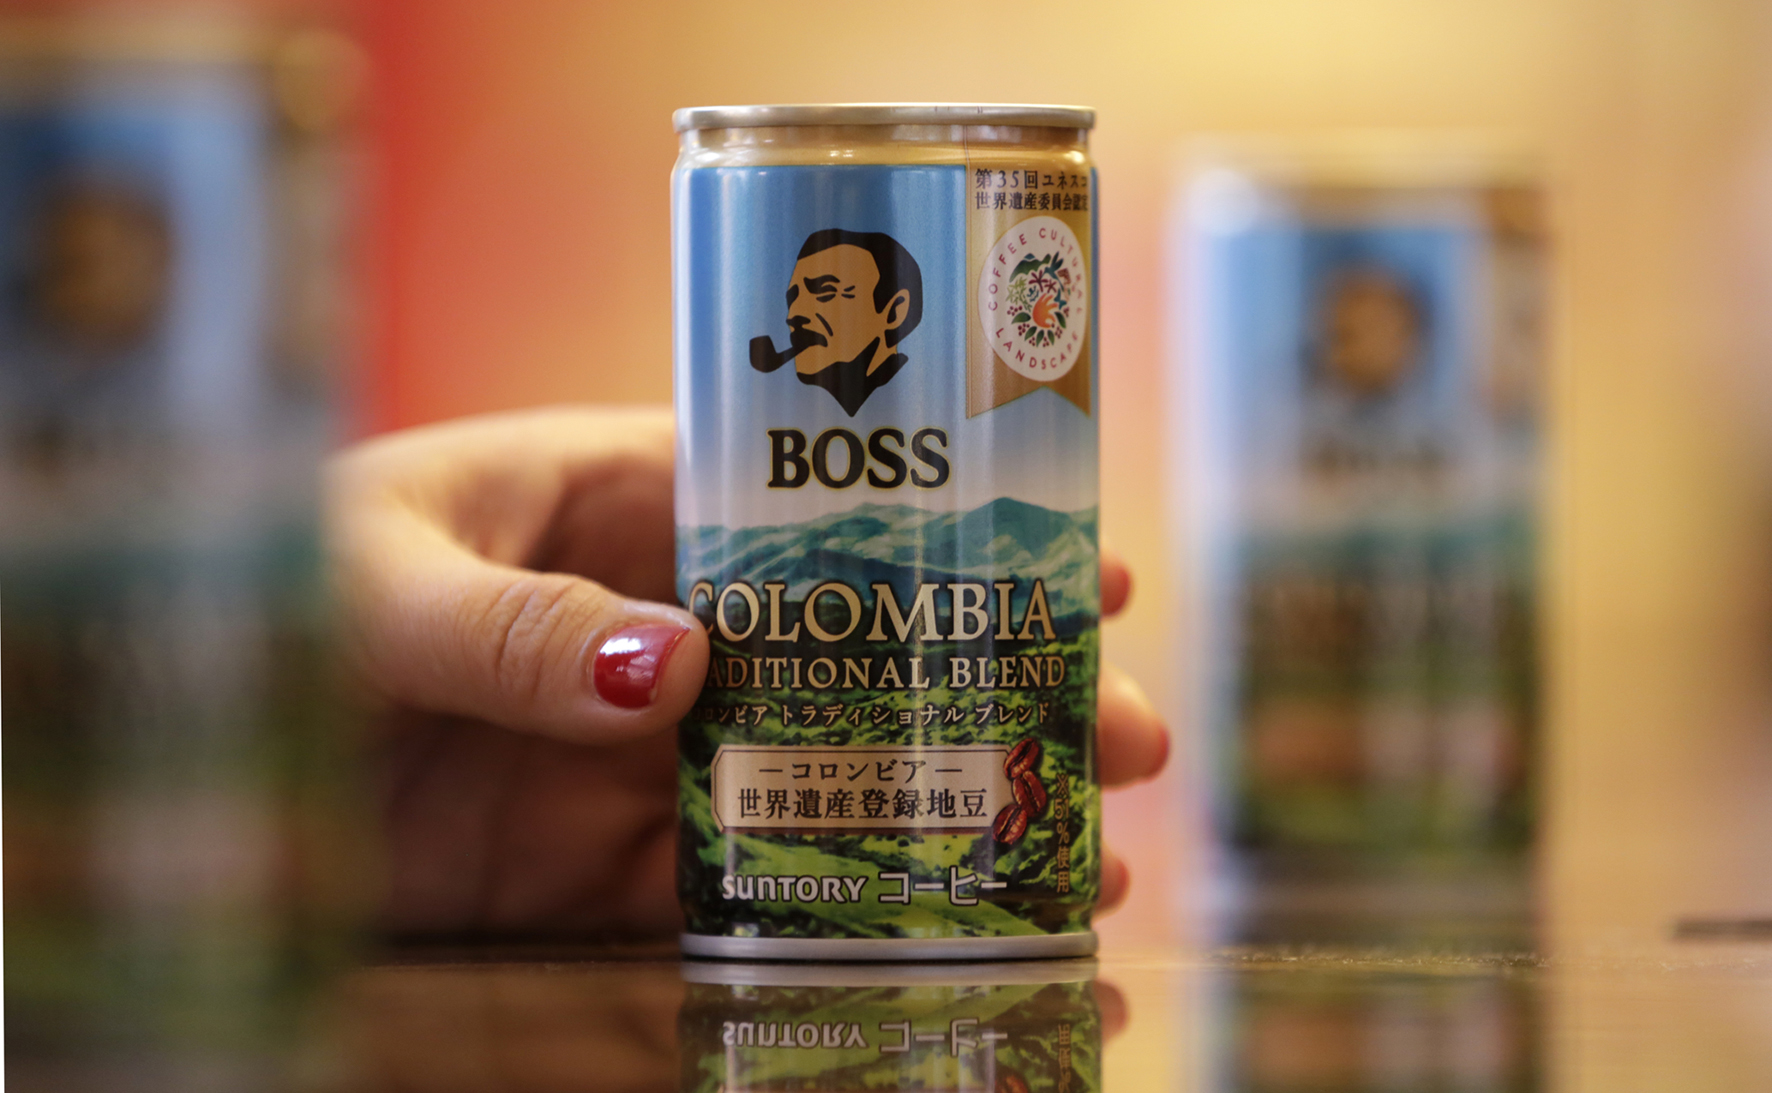 第35回ユネスコ
世界遺産委員会認定
COFFEE CULTURAL LANDSCAPE
BOSS
COLOMBIA
ADITIONAL BLEND
ロンビア トラディショナル ブレンド
—コロンビア—
世界遺産登録地豆
※51%使用
SUNTORY コーヒー